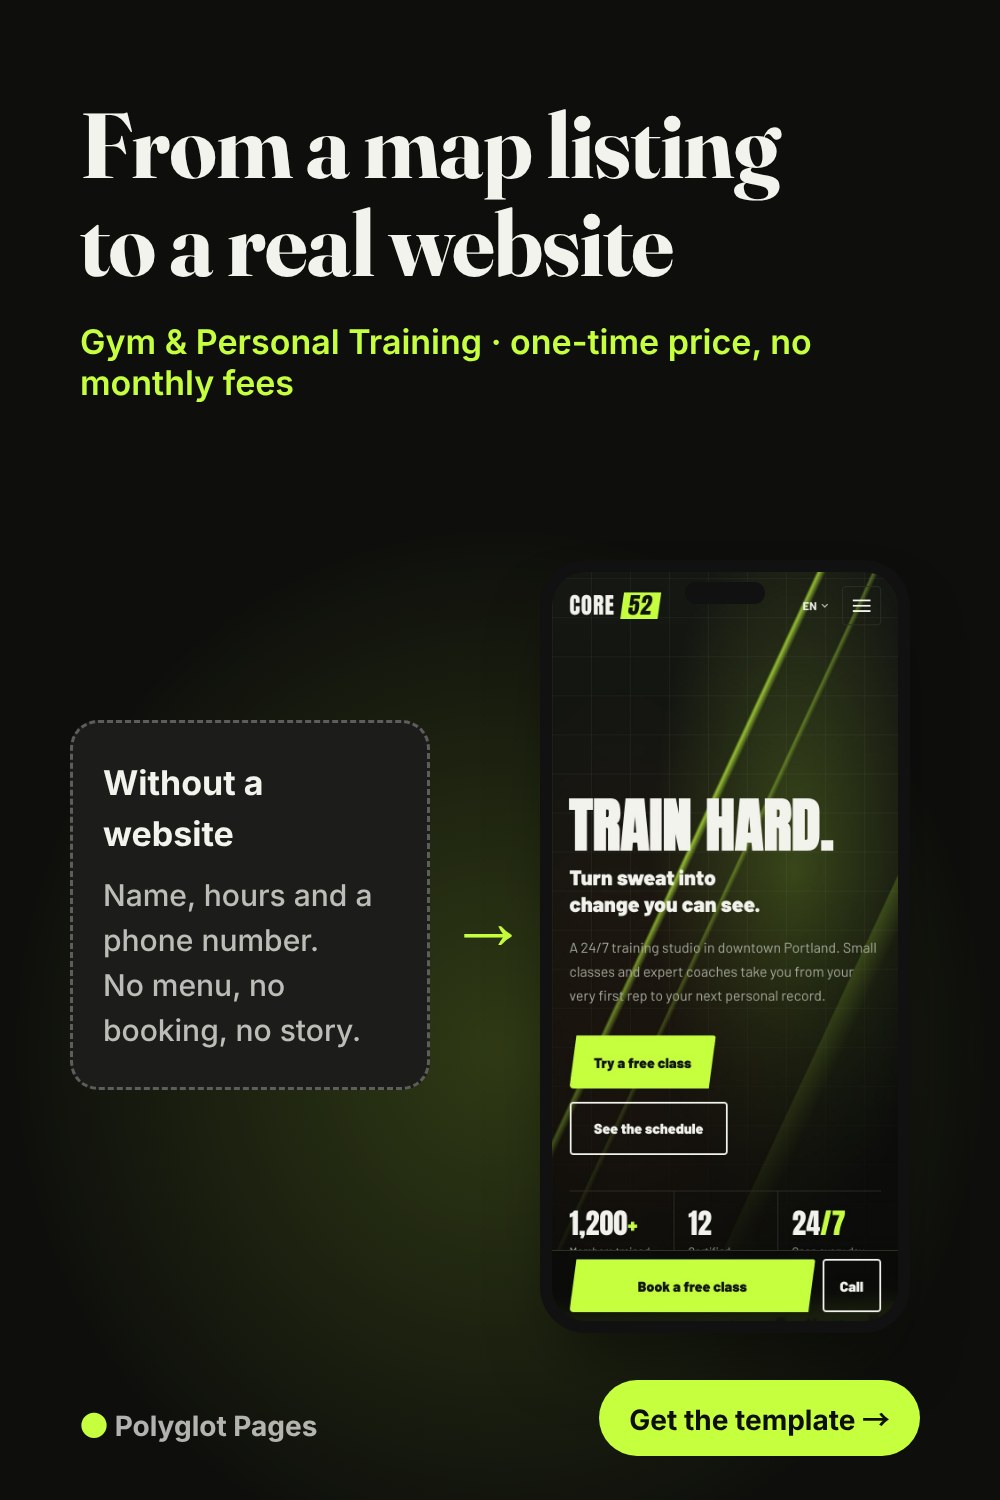 From a map listing
to a real website
Gym & Personal Training · one-time price, no
monthly fees
Without a
website
Name, hours and a
phone number.
No menu, no
booking, no story.
→
CORE 52
EN
TRAIN HARD.
Turn sweat into
change you can see.
A 24/7 training studio in downtown Portland. Small
classes and expert coaches take you from your
very first rep to your next personal record.
Try a free class
See the schedule
1,200+ 12 24/7
Book a free class Call
Polyglot Pages
Get the template →